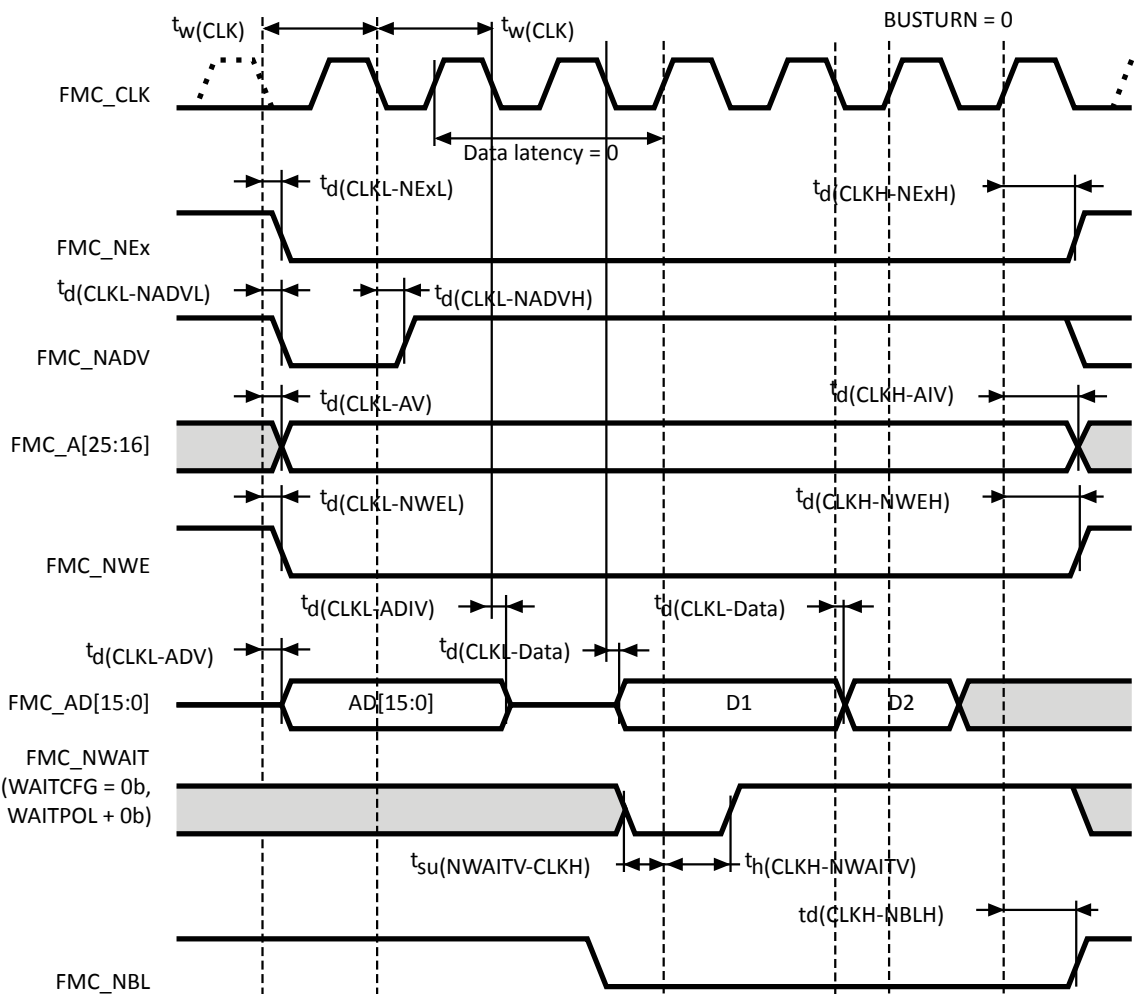 BUSTURN = 0
tw(CLK)
tw(CLK)
FMC_CLK
Data latency = 0
td(CLKL-NExL)
td(CLKH-NExH)
FMC_NEx
td(CLKL-NADVL)
td(CLKL-NADVH)
FMC_NADV
td(CLKL-AV)
td(CLKH-AIV)
FMC_A[25:16]
td(CLKL-NWEL)
td(CLKH-NWEH)
FMC_NWE
td(CLKL-ADIV)
td(CLKL-Data)
td(CLKL-ADV)
td(CLKL-Data)
FMC_AD[15:0]
AD[15:0]
D1
D2
FMC_NWAIT
(WAITCFG = 0b,
WAITPOL + 0b)
tsu(NWAITV-CLKH)
th(CLKH-NWAITV)
td(CLKH-NBLH)
FMC_NBL